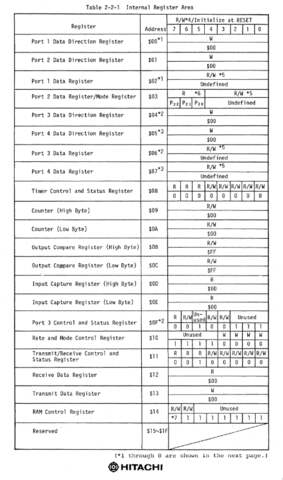 Table 2-2-1 Internal Register Area
Register Address R/W*4/Initialize at RESET
7 6 5 4 3 2 1 0
Port 1 Data Direction Register $00*1 W
$00
Port 2 Data Direction Register $01 W
$00
Port 1 Data Register $02*1 R/W *5
Undefined
Port 2 Data Register/Mode Register $03 R *6 R/W *5
P22 P21 P20 Undefined
Port 3 Data Direction Register $04*2 W
$00
Port 4 Data Direction Register $05*3 W
$00
Port 3 Data Register $06*2 R/W *5
Undefined
Port 4 Data Register $07*3 R/W *5
Undefined
Timer Control and Status Register $08 R R R R/W R/W R/W R/W R/W
0 0 0 0 0 0 0 0
Counter (High Byte) $09 R/W
$00
Counter (Low Byte) $0A R/W
$00
Output Compare Register (High Byte) $0B R/W
$FF
Output Compare Register (Low Byte) $0C R/W
$FF
Input Capture Register (High Byte) $0D R
$00
Input Capture Register (Low Byte) $0E R
$00
Port 3 Control and Status Register $0F*2 R R/W Un-used R/W R/W Unused
0 0 1 0 0 1 1 1
Rate and Mode Control Register $10 Unused W W W W
1 1 1 1 0 0 0 0
Transmit/Receive Control and
Status Register $11 R R R R/W R/W R/W R/W R/W
0 0 1 0 0 0 0 0
Receive Data Register $12 R
$00
Transmit Data Register $13 W
$00
RAM Control Register $14 R/W R/W Unused
*7 1 1 1 1 1 1 1
Reserved $15~$1F
(*1 through 8 are shown in the next page.)
HITACHI